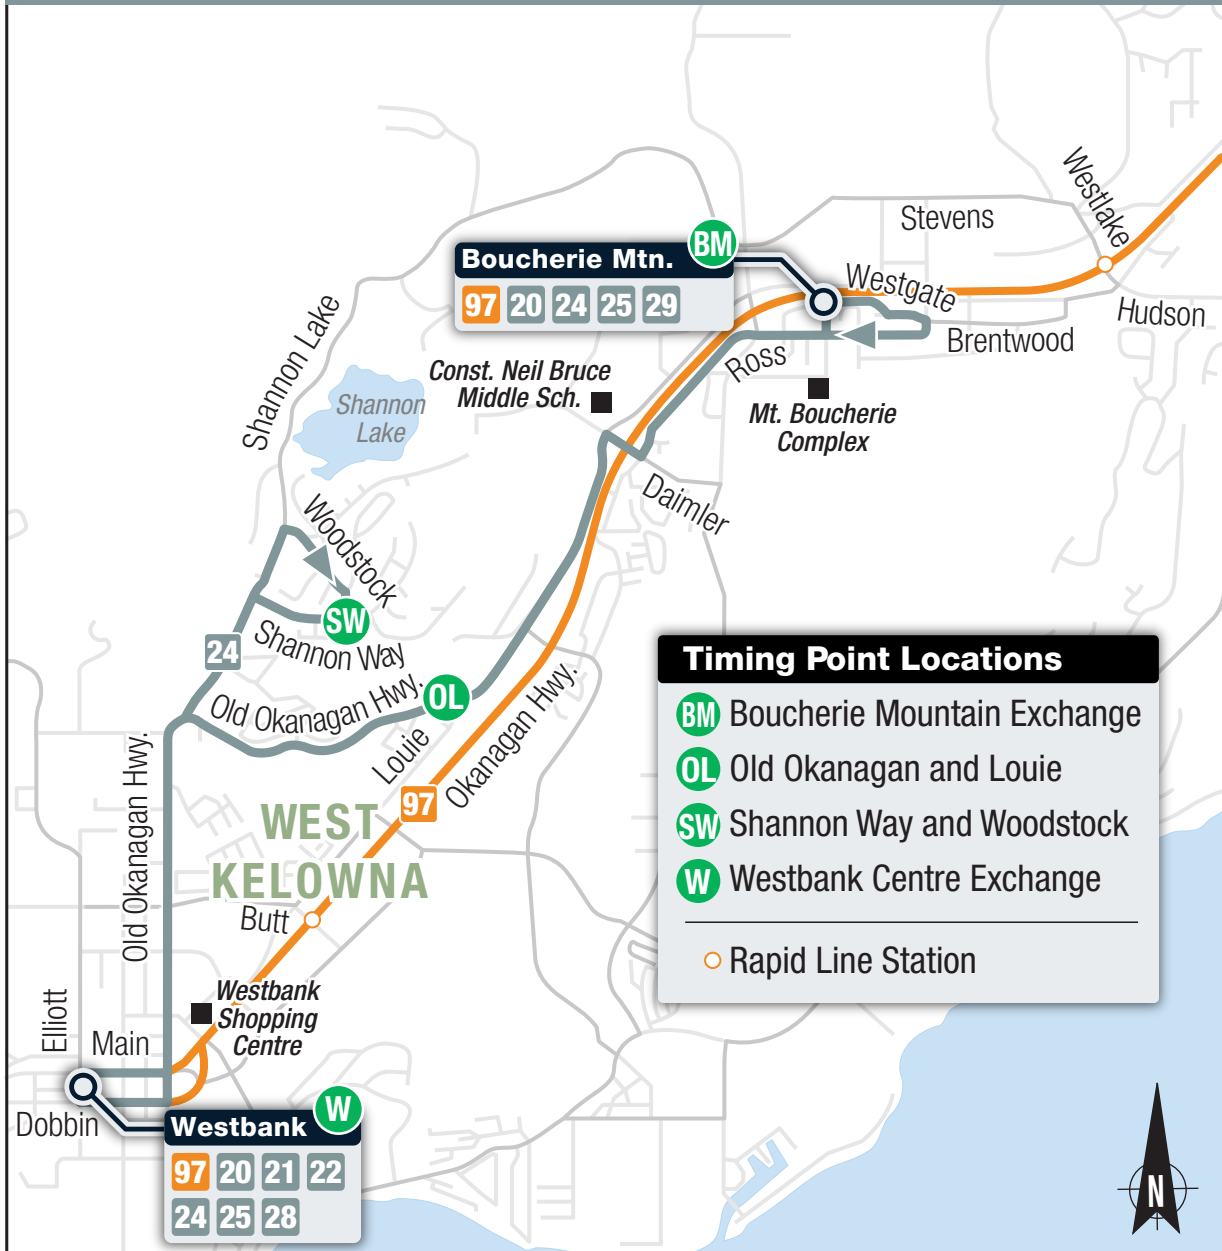 Westlake
Stevens
BM
Boucherie Mtn.
97 20 24 25 29
Westgate
Hudson
Brentwood
Ross
Shannon Lake
Const. Neil Bruce
Middle Sch.
Mt. Boucherie
Complex
Shannon
Lake
Daimler
Woodstock
SW
Shannon Way
24
Old Okanagan Hwy.
OL
Louie
Okanagan Hwy.
97
Old Okanagan Hwy.
WEST
KELOWNA
Butt
Timing Point Locations
BM Boucherie Mountain Exchange
OL Old Okanagan and Louie
SW Shannon Way and Woodstock
W Westbank Centre Exchange
Rapid Line Station
Westbank
Shopping
Centre
Elliott
Main
Dobbin
W
Westbank
97 20 21 22
24 25 28
N